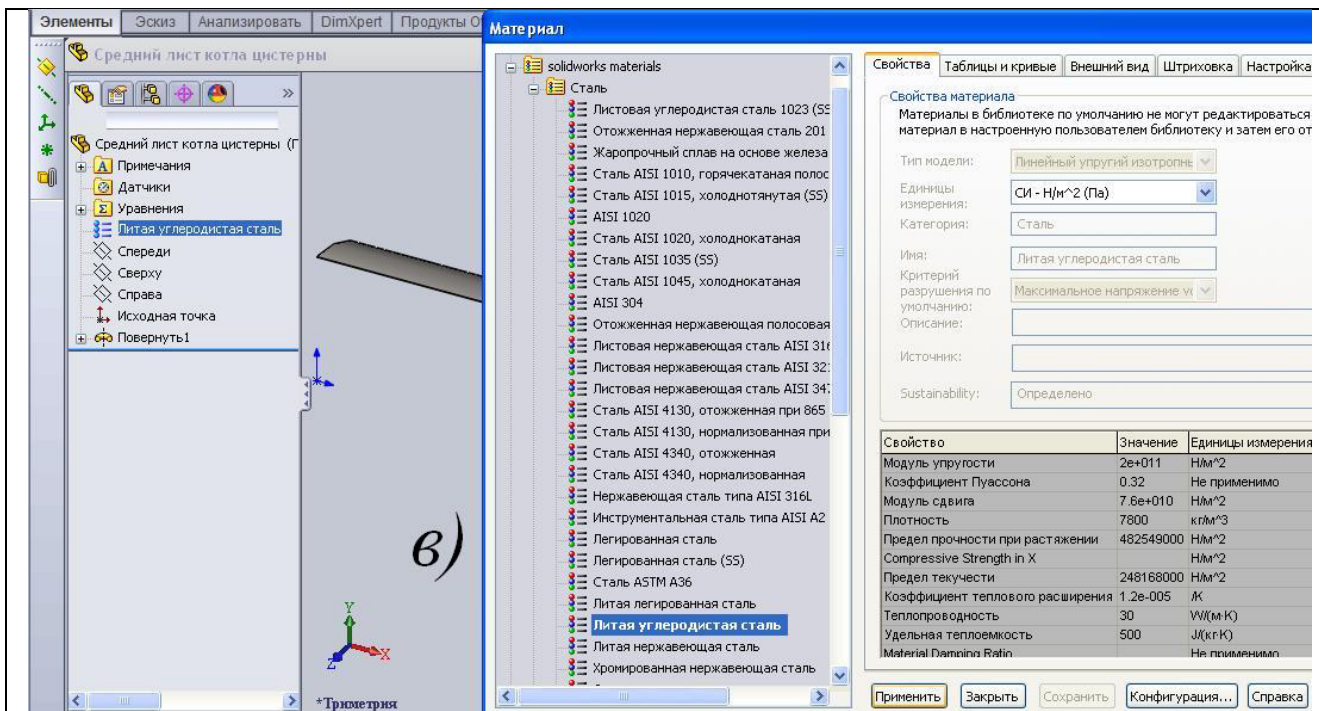 Элементы Эскиз Анализировать DimXpert Продукты O
Средний лист котла цистерны
Средний лист котла цистерны (П
Примечания
Датчики
Уравнения
Литая углеродистая сталь
Спереди
Сверху
Справа
Исходная точка
Повернуть1
в)
Y
X
Z
*Триметрия
Материал
solidworks materials
Сталь
Листовая углеродистая сталь 1023 (SS
Отожженная нержавеющая сталь 201
Жаропрочный сплав на основе железа
Сталь AISI 1010, горячекатаная полос
Сталь AISI 1015, холоднотянутая (SS)
AISI 1020
Сталь AISI 1020, холоднокатаная
Сталь AISI 1035 (SS)
Сталь AISI 1045, холоднокатаная
AISI 304
Отожженная нержавеющая полосовая
Листовая нержавеющая сталь AISI 316
Листовая нержавеющая сталь AISI 32
Листовая нержавеющая сталь AISI 347
Сталь AISI 4130, отожженная при 865
Сталь AISI 4130, нормализованная при
Сталь AISI 4340, отожженная
Сталь AISI 4340, нормализованная
Нержавеющая сталь типа AISI 316L
Инструментальная сталь типа AISI A2
Легированная сталь
Легированная сталь (SS)
Сталь ASTM A36
Литая легированная сталь
Литая углеродистая сталь
Литая нержавеющая сталь
Хромированная нержавеющая сталь
Свойства Таблицы и кривые Внешний вид Штриховка Настройка
Свойства материала
Материалы в библиотеке по умолчанию не могут редактироваться
материал в настроенную пользователем библиотеку и затем его от
Тип модели: Линейный упругий изотропн
Единицы измерения: СИ - Н/м^2 (Па)
Категория: Сталь
Имя: Литая углеродистая сталь
Критерий разрушения по умолчанию: Максимальное напряжение vo
Описание:
Источник:
Sustainability: Определено
Свойство Значение Единицы измерения
Модуль упругости 2e+011 Н/м^2
Коэффициент Пуассона 0.32 Не применимо
Модуль сдвига 7.6e+010 Н/м^2
Плотность 7800 кг/м^3
Предел прочности при растяжении 482549000 Н/м^2
Compressive Strength in X Н/м^2
Предел текучести 248168000 Н/м^2
Коэффициент теплового расширения 1.2e-005 /K
Теплопроводность 30 W/(м·K)
Удельная теплоемкость 500 J/(кг·K)
Material Damping Ratio Не применимо
Применить Закрыть Сохранить Конфигурация... Справка